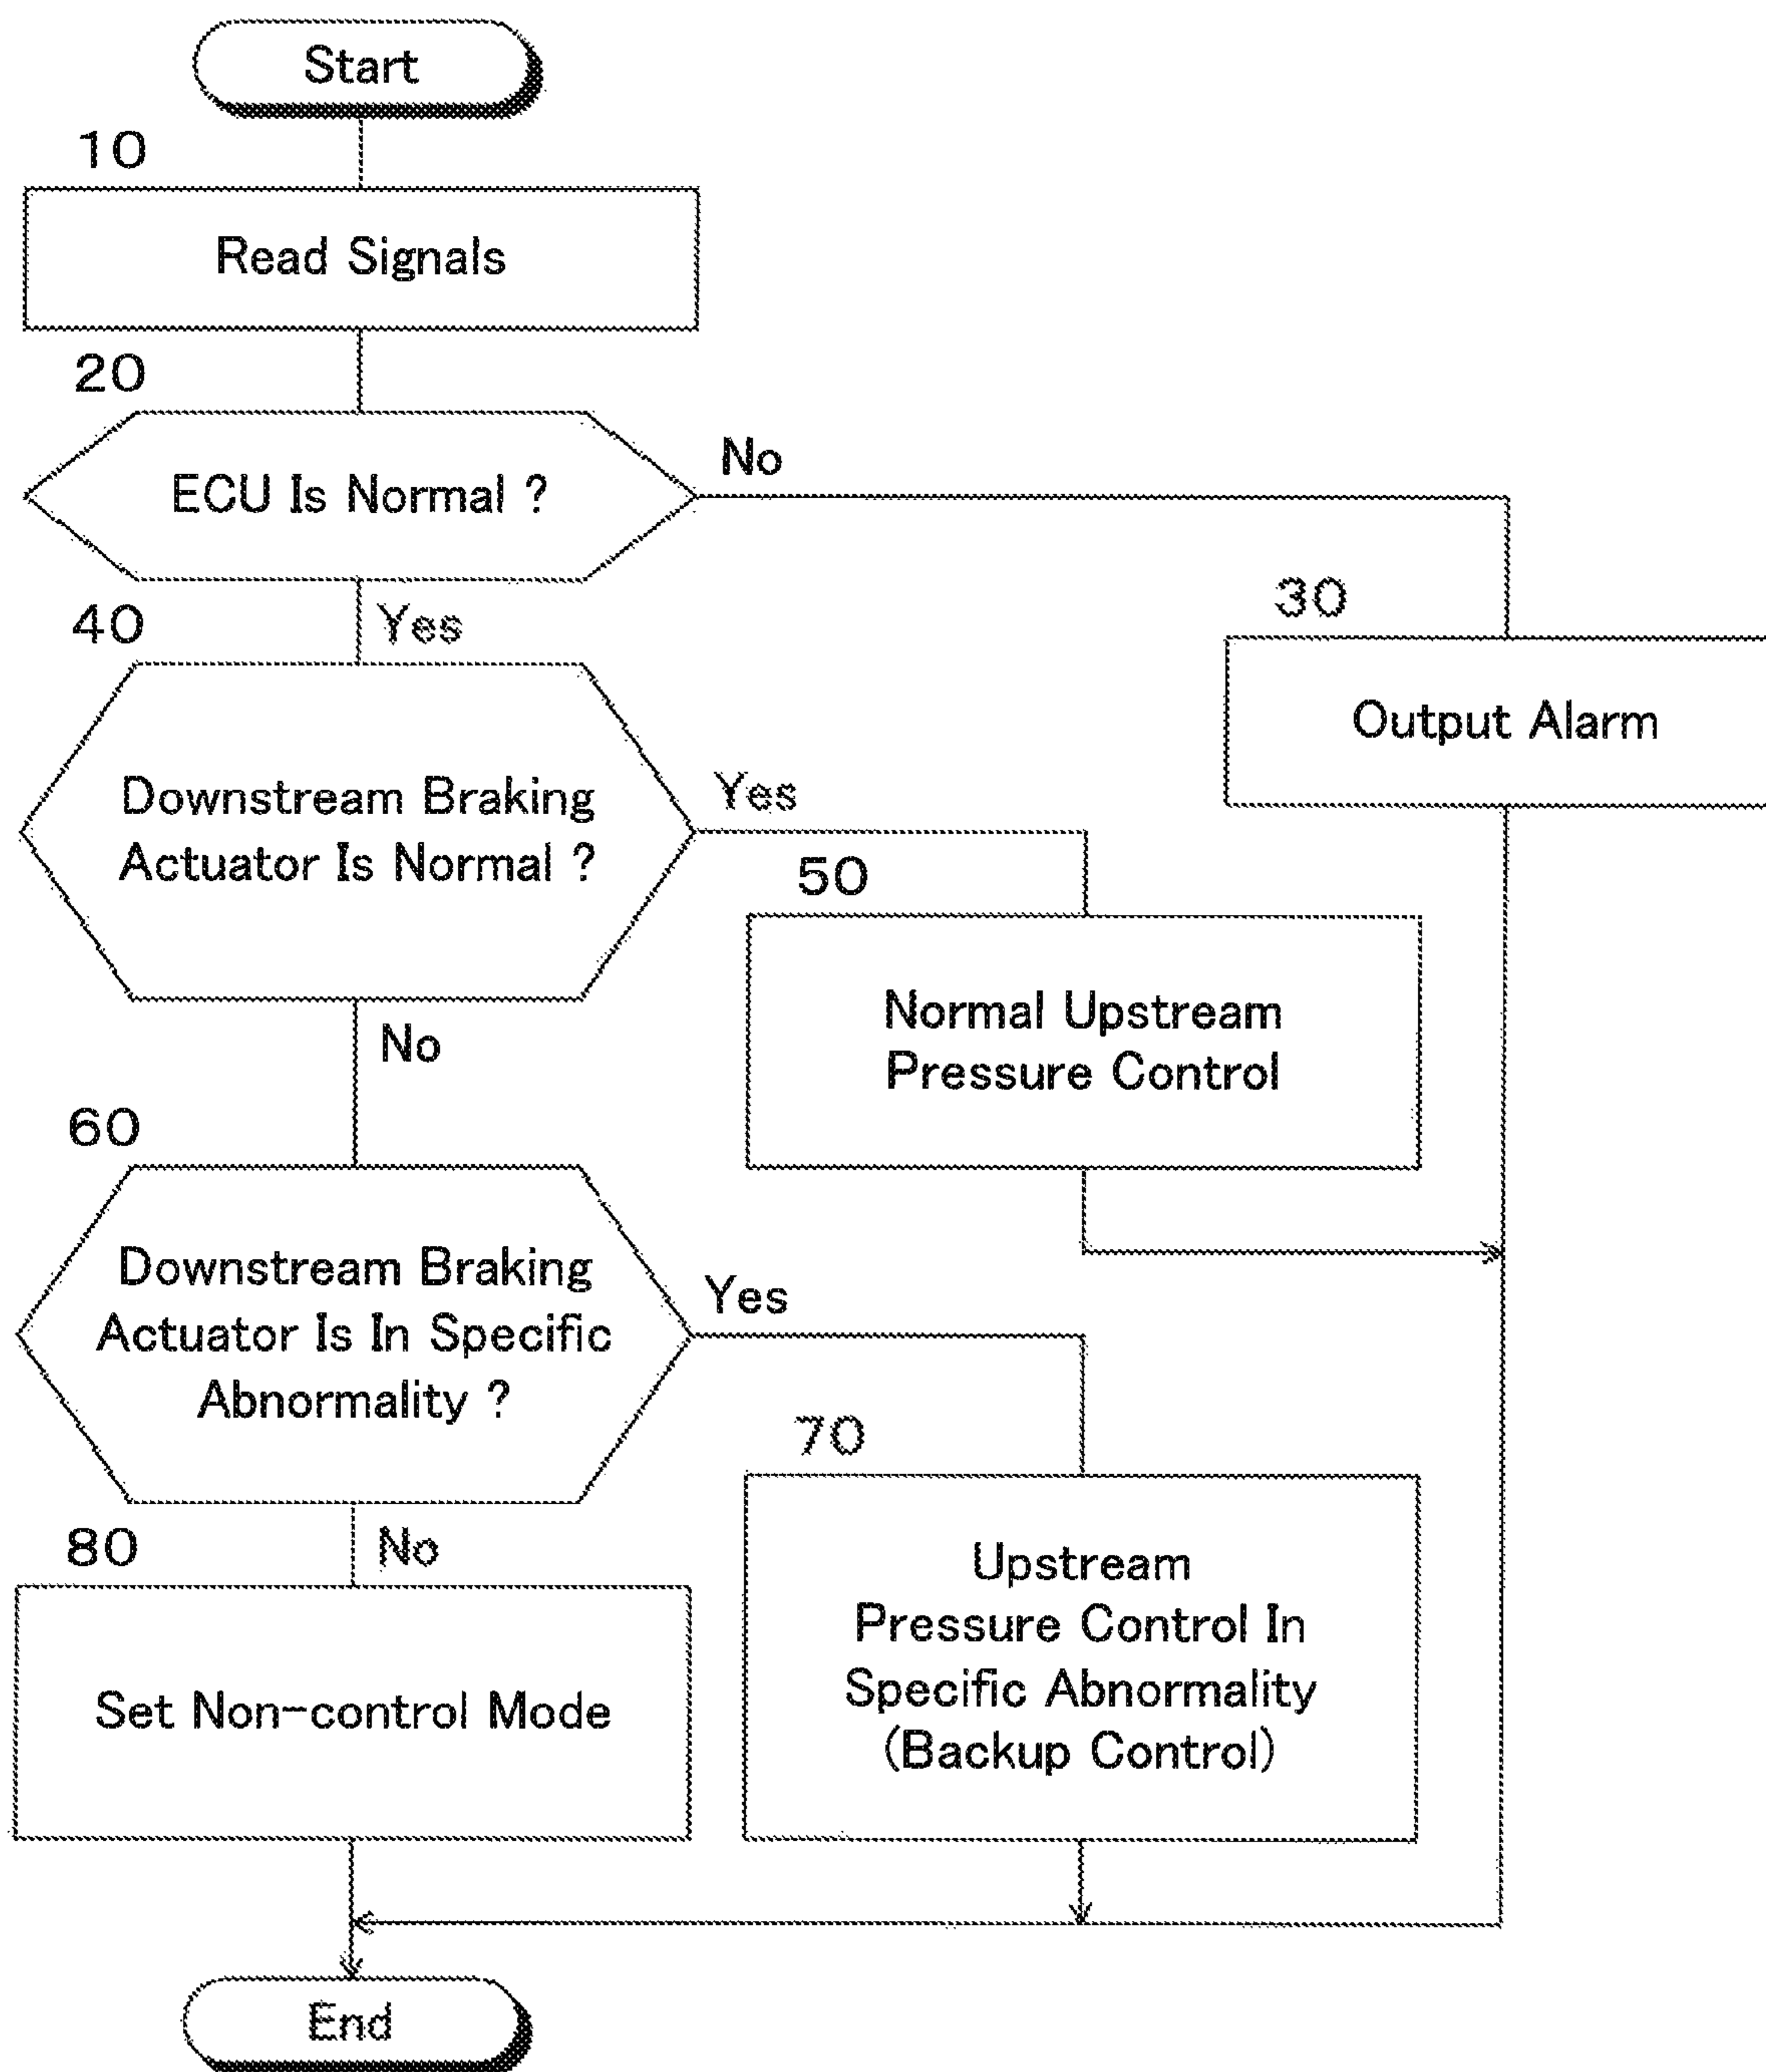 Start
10
Read Signals
20
ECU Is Normal ?
No
30
Output Alarm
Yes
40
Downstream Braking
Actuator Is Normal ?
Yes
50
Normal Upstream
Pressure Control
No
60
Downstream Braking
Actuator Is In Specific
Abnormality ?
Yes
70
Upstream
Pressure Control In
Specific Abnormality
(Backup Control)
No
80
Set Non-control Mode
End